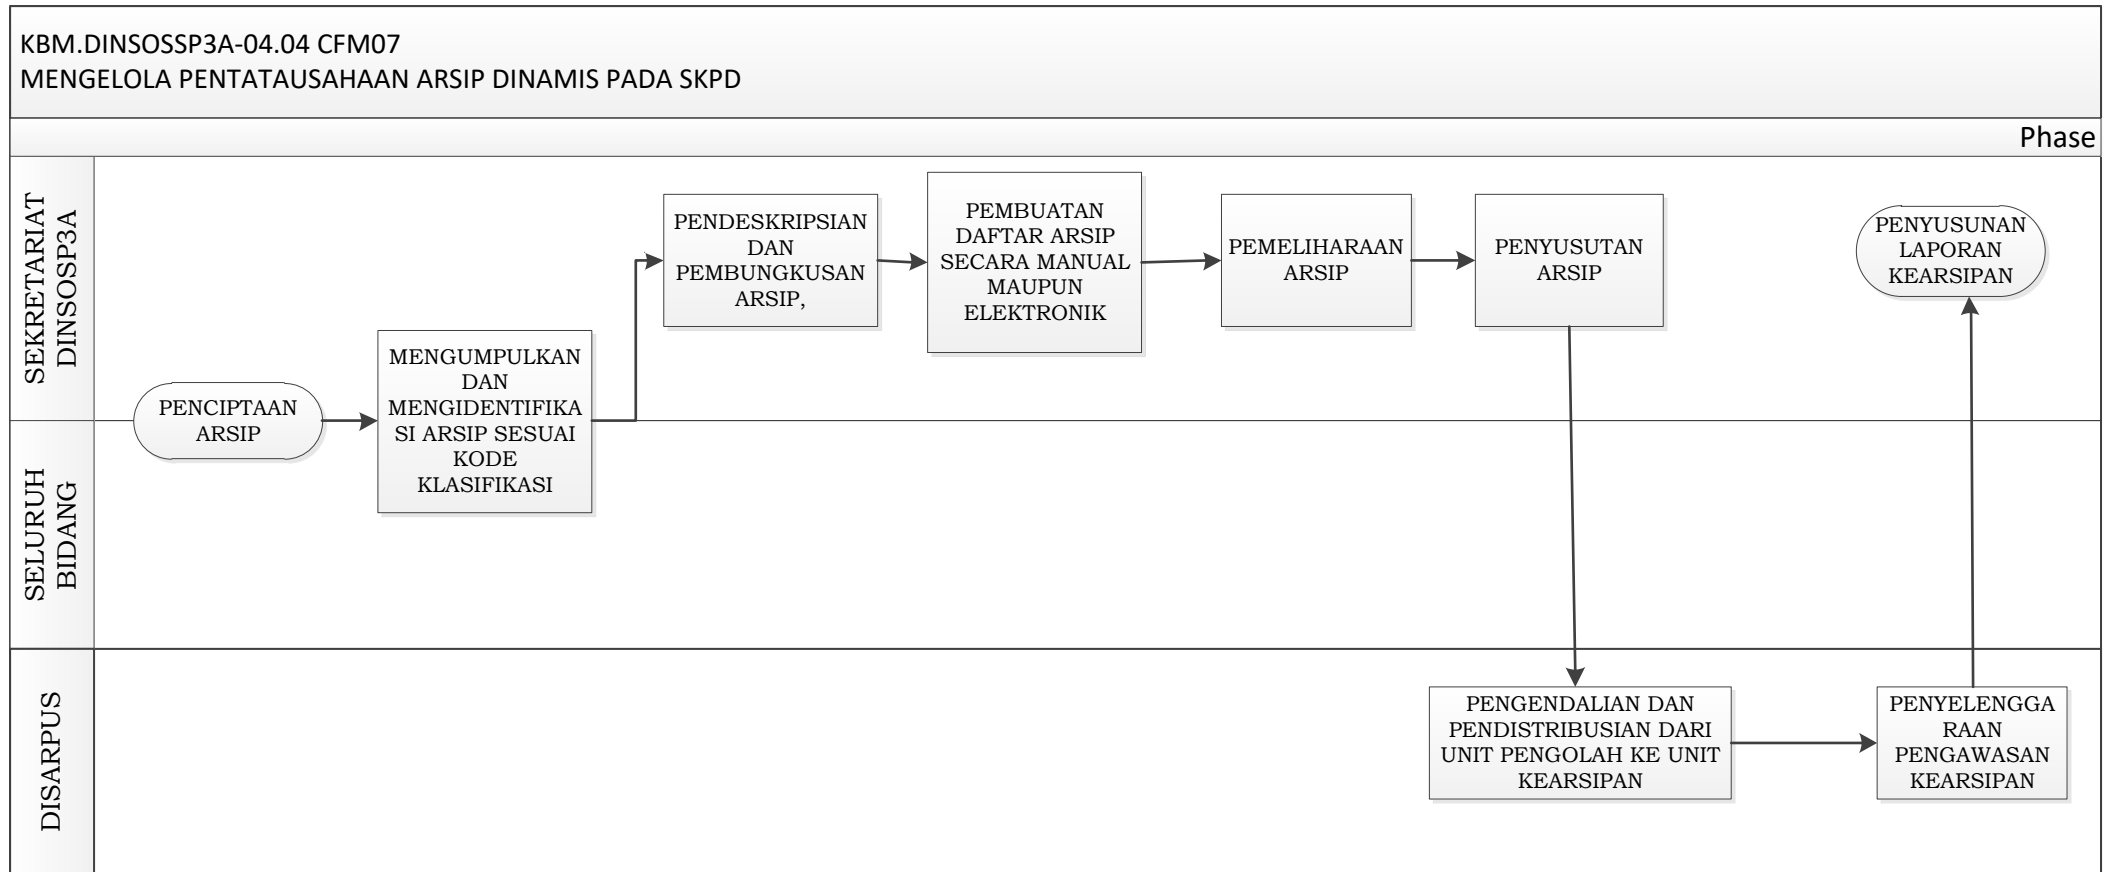 KBM.DINSOSSP3A-04.04 CFM07
MENGELOLA PENTATAUSAHAAN ARSIP DINAMIS PADA SKPD
Phase
SEKRETARIAT
DINSOSP3A
PENCIPTAAN
ARSIP
MENGUMPULKAN
DAN
MENGIDENTIFIKA
SI ARSIP SESUAI
KODE
KLASIFIKASI
PENDESKRIPSIAN
DAN
PEMBUNGKUSAN
ARSIP,
PEMBUATAN
DAFTAR ARSIP
SECARA MANUAL
MAUPUN
ELEKTRONIK
PEMELIHARAAN
ARSIP
PENYUSUTAN
ARSIP
PENYUSUNAN
LAPORAN
KEARSIPAN
SELURUH
BIDANG
DISARPUS
PENGENDALIAN DAN
PENDISTRIBUSIAN DARI
UNIT PENGOLAH KE UNIT
KEARSIPAN
PENYELENGGA
RAAN
PENGAWASAN
KEARSIPAN